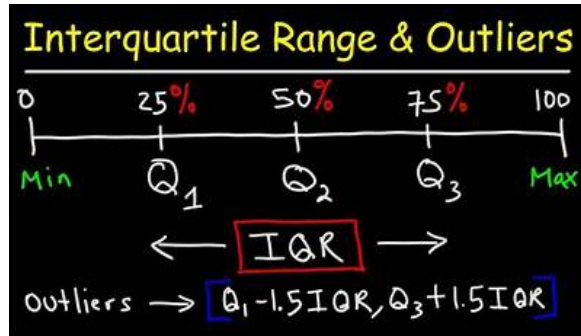 Interquartile Range & Outliers
0 25% 50% 75% 100
Min Q1 Q2 Q3 Max
← IQR →
outliers → [Q1-1.5IQR, Q3+1.5IQR]